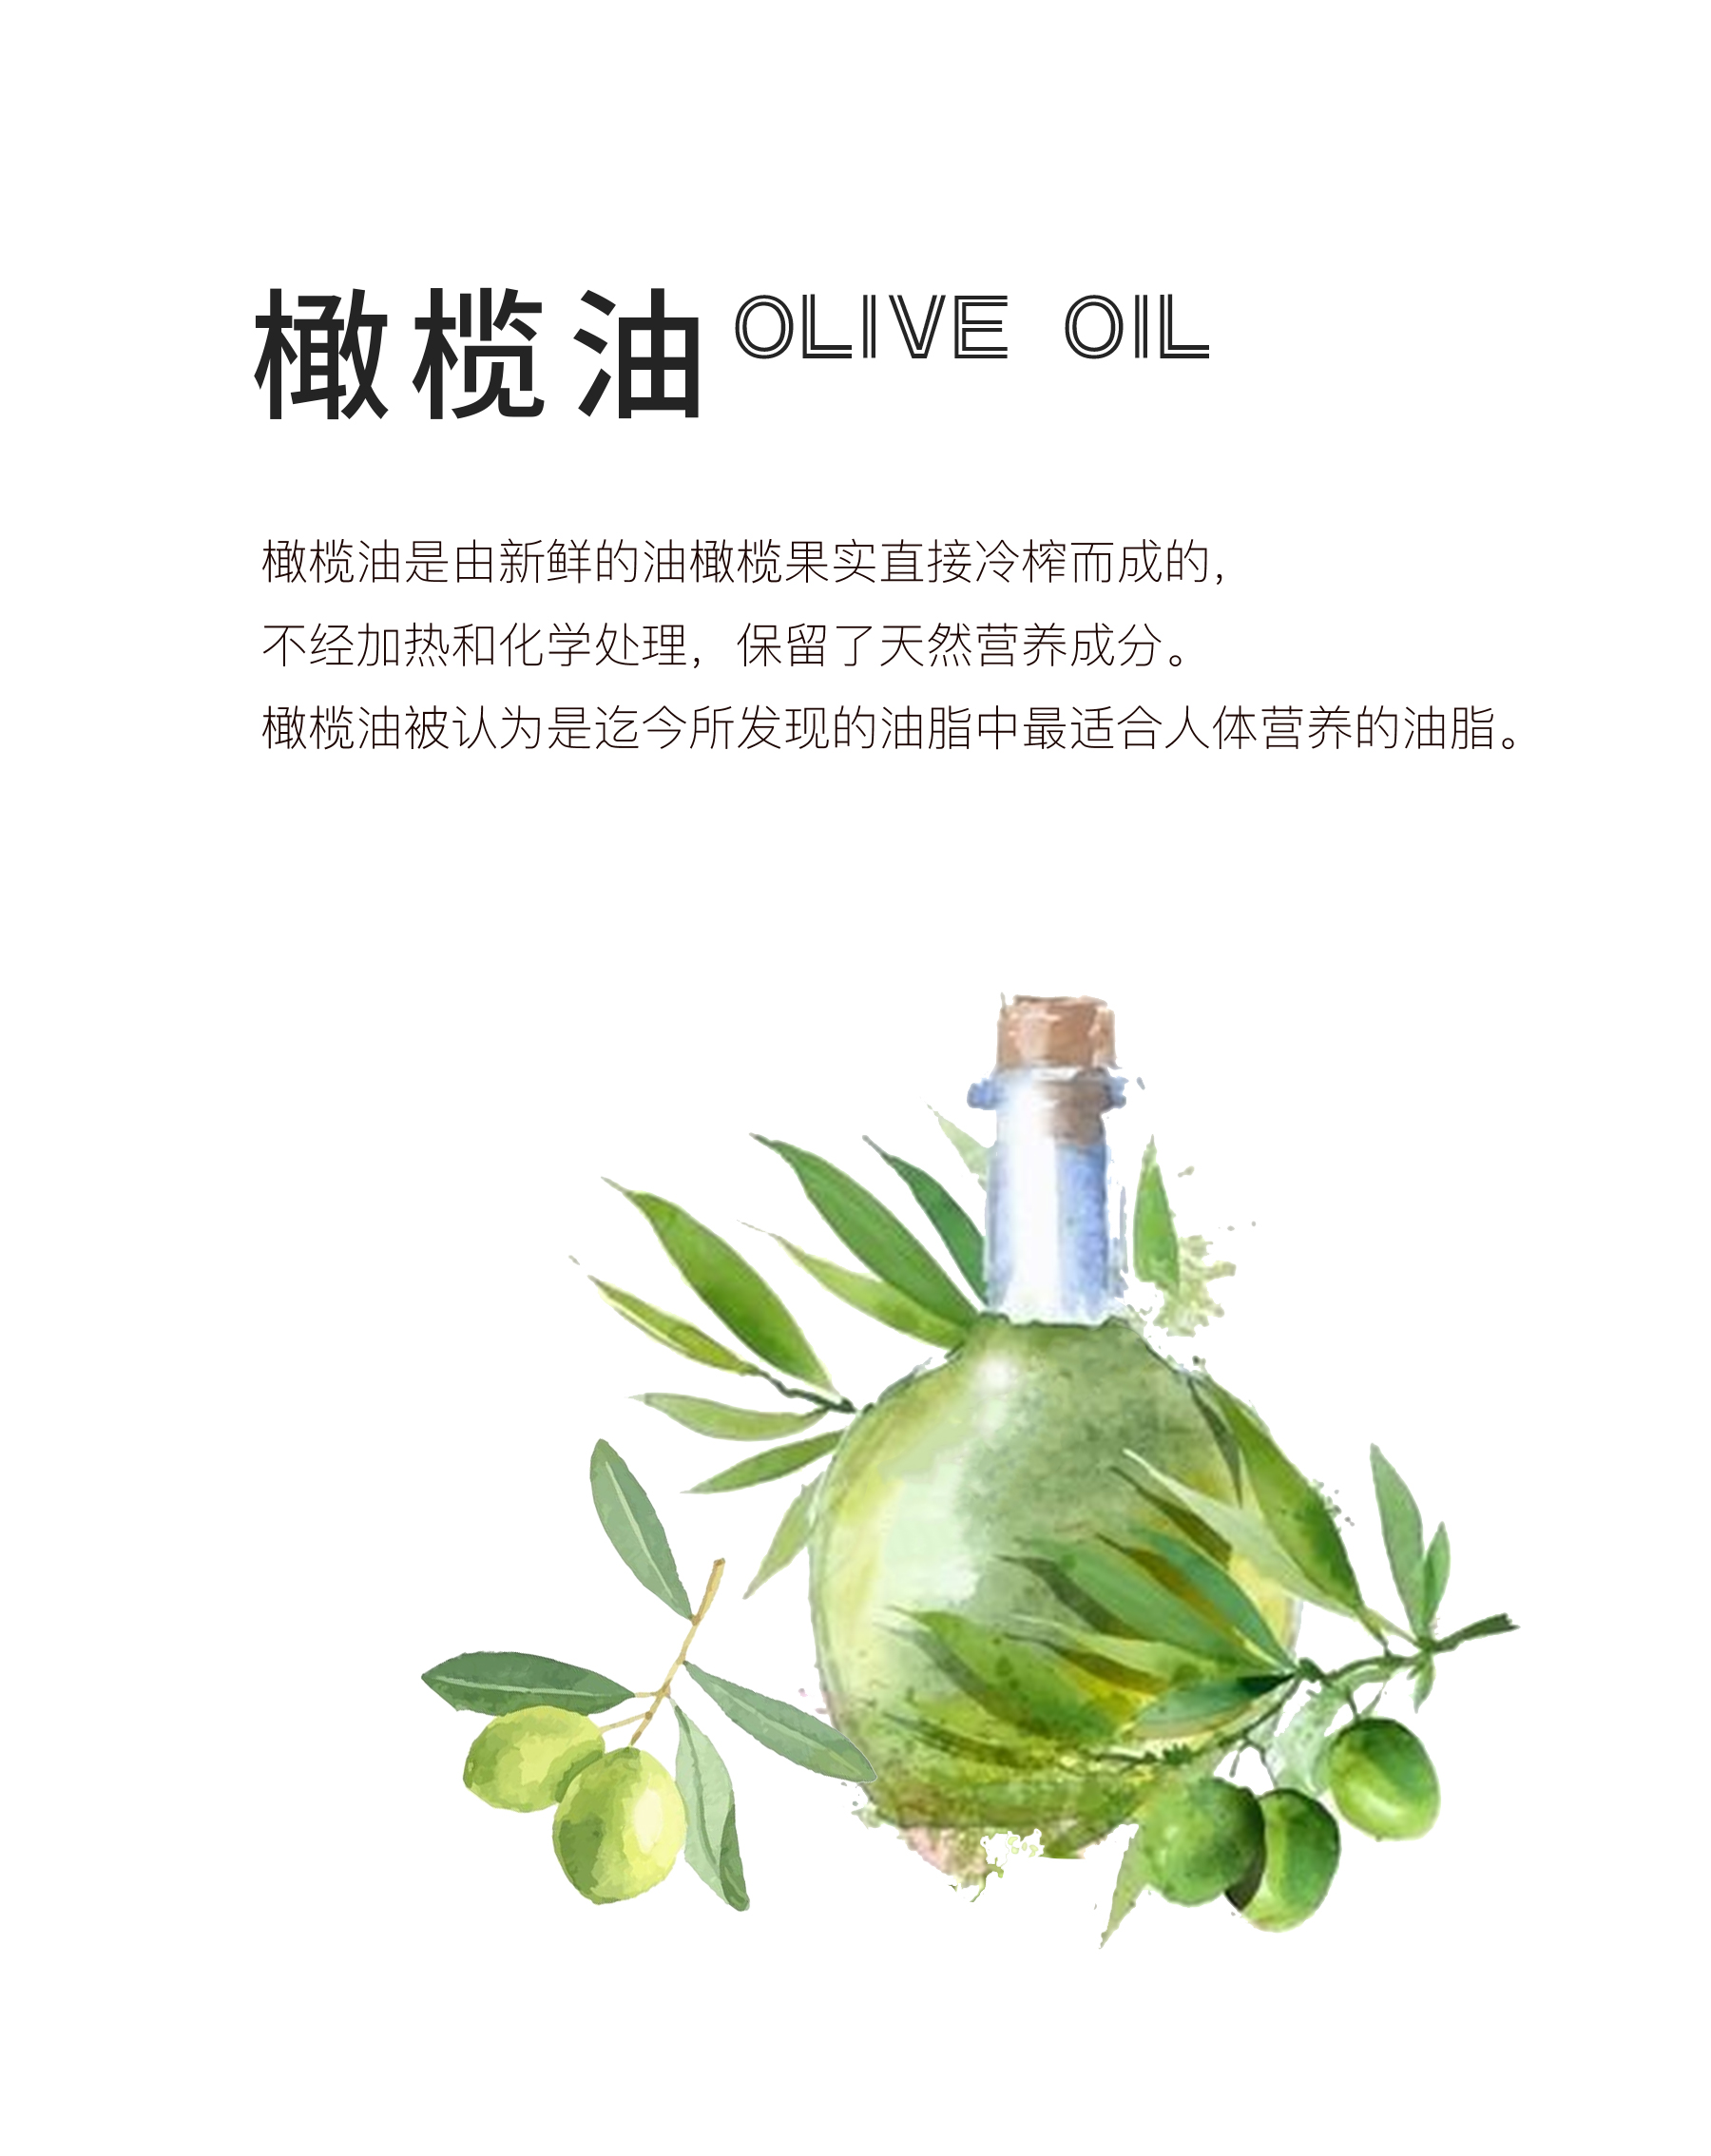 橄榄油 OLIVE OIL
橄榄油是由新鲜的油橄榄果实直接冷榨而成的，
不经加热和化学处理，保留了天然营养成分。
橄榄油被认为是迄今所发现的油脂中最适合人体营养的油脂。